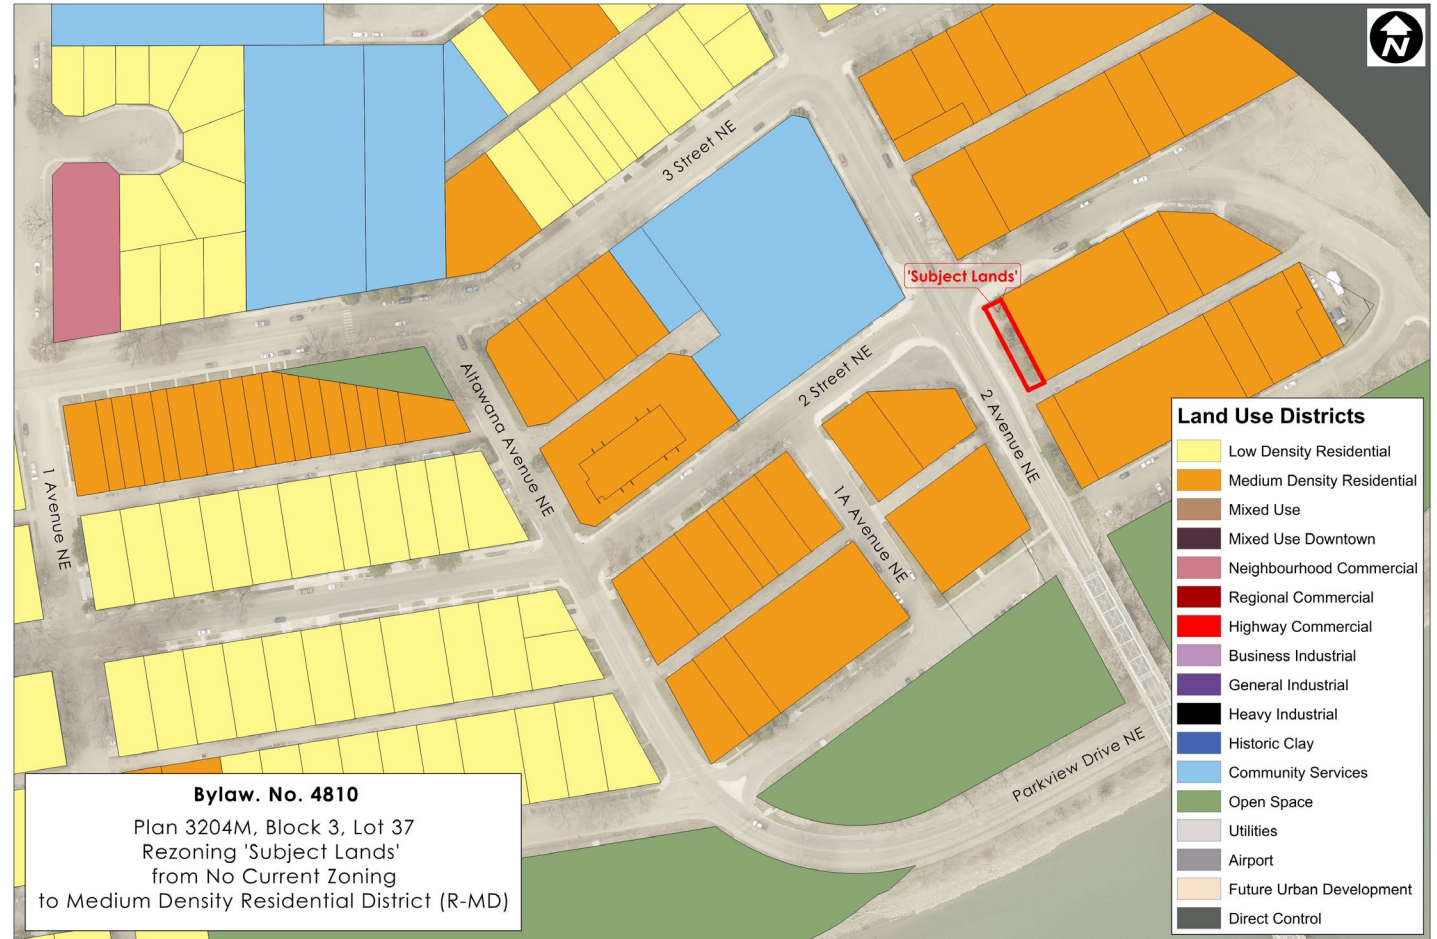 N
3 Street NE
'Subject Lands'
2 Street NE
Altawana Avenue NE
2 Avenue NE
1 Avenue NE
1A Avenue NE
Parkview Drive NE
Land Use Districts
Low Density Residential
Medium Density Residential
Mixed Use
Mixed Use Downtown
Neighbourhood Commercial
Regional Commercial
Highway Commercial
Business Industrial
General Industrial
Heavy Industrial
Historic Clay
Community Services
Open Space
Utilities
Airport
Future Urban Development
Direct Control
Bylaw. No. 4810
Plan 3204M, Block 3, Lot 37
Rezoning 'Subject Lands'
from No Current Zoning
to Medium Density Residential District (R-MD)